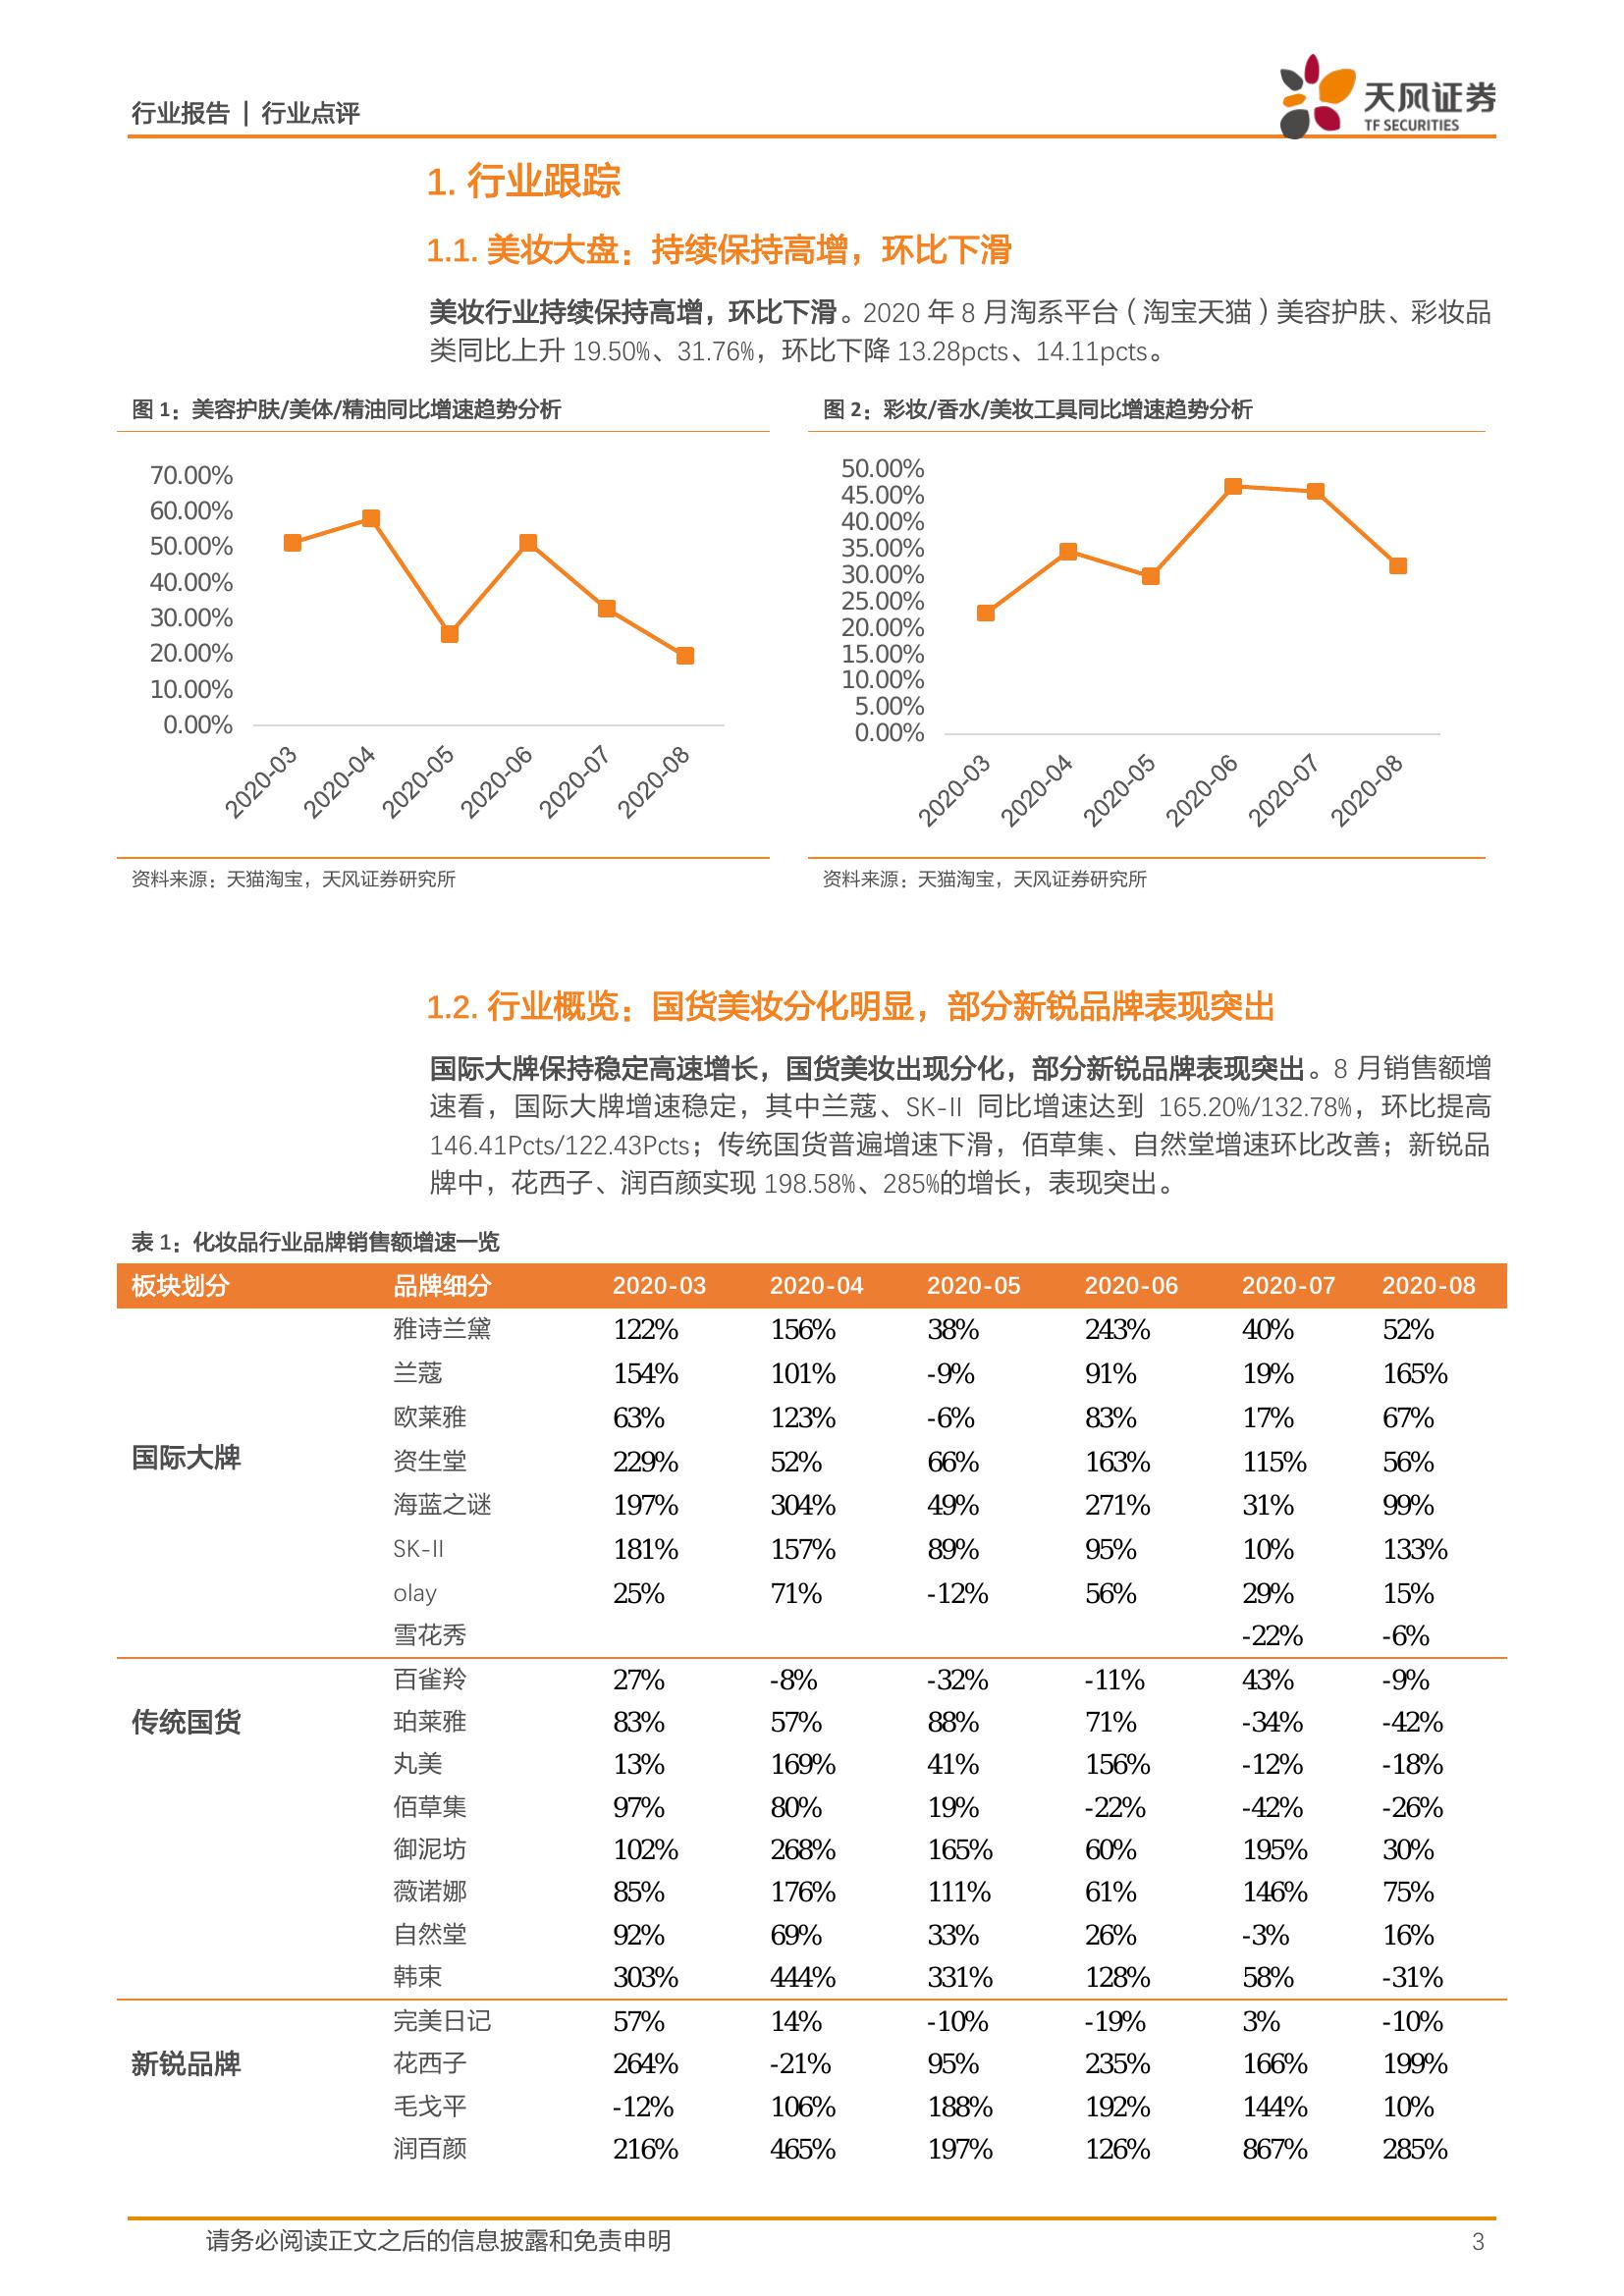 行业报告 | 行业点评
天风证券
TF SECURITIES
1. 行业跟踪
1.1. 美妆大盘：持续保持高增，环比下滑
美妆行业持续保持高增，环比下滑。2020 年 8 月淘系平台（淘宝天猫）美容护肤、彩妆品
类同比上升 19.50%、31.76%，环比下降 13.28pcts、14.11pcts。
图 1：美容护肤/美体/精油同比增速趋势分析
70.00%
60.00%
50.00%
40.00%
30.00%
20.00%
10.00%
0.00%
2020-03 2020-04 2020-05 2020-06 2020-07 2020-08
资料来源：天猫淘宝，天风证券研究所
图 2：彩妆/香水/美妆工具同比增速趋势分析
50.00%
45.00%
40.00%
35.00%
30.00%
25.00%
20.00%
15.00%
10.00%
5.00%
0.00%
2020-03 2020-04 2020-05 2020-06 2020-07 2020-08
资料来源：天猫淘宝，天风证券研究所
1.2. 行业概览：国货美妆分化明显，部分新锐品牌表现突出
国际大牌保持稳定高速增长，国货美妆出现分化，部分新锐品牌表现突出。8 月销售额增
速看，国际大牌增速稳定，其中兰蔻、SK-II 同比增速达到 165.20%/132.78%，环比提高
146.41Pcts/122.43Pcts；传统国货普遍增速下滑，佰草集、自然堂增速环比改善；新锐品
牌中，花西子、润百颜实现 198.58%、285%的增长，表现突出。
表 1：化妆品行业品牌销售额增速一览
板块划分 品牌细分 2020-03 2020-04 2020-05 2020-06 2020-07 2020-08
国际大牌
雅诗兰黛 122% 156% 38% 243% 40% 52%
兰蔻 154% 101% -9% 91% 19% 165%
欧莱雅 63% 123% -6% 83% 17% 67%
资生堂 229% 52% 66% 163% 115% 56%
海蓝之谜 197% 304% 49% 271% 31% 99%
SK-II 181% 157% 89% 95% 10% 133%
olay 25% 71% -12% 56% 29% 15%
雪花秀 -22% -6%
传统国货
百雀羚 27% -8% -32% -11% 43% -9%
珀莱雅 83% 57% 88% 71% -34% -42%
丸美 13% 169% 41% 156% -12% -18%
佰草集 97% 80% 19% -22% -42% -26%
御泥坊 102% 268% 165% 60% 195% 30%
薇诺娜 85% 176% 111% 61% 146% 75%
自然堂 92% 69% 33% 26% -3% 16%
韩束 303% 444% 331% 128% 58% -31%
新锐品牌
完美日记 57% 14% -10% -19% 3% -10%
花西子 264% -21% 95% 235% 166% 199%
毛戈平 -12% 106% 188% 192% 144% 10%
润百颜 216% 465% 197% 126% 867% 285%
请务必阅读正文之后的信息披露和免责申明 3